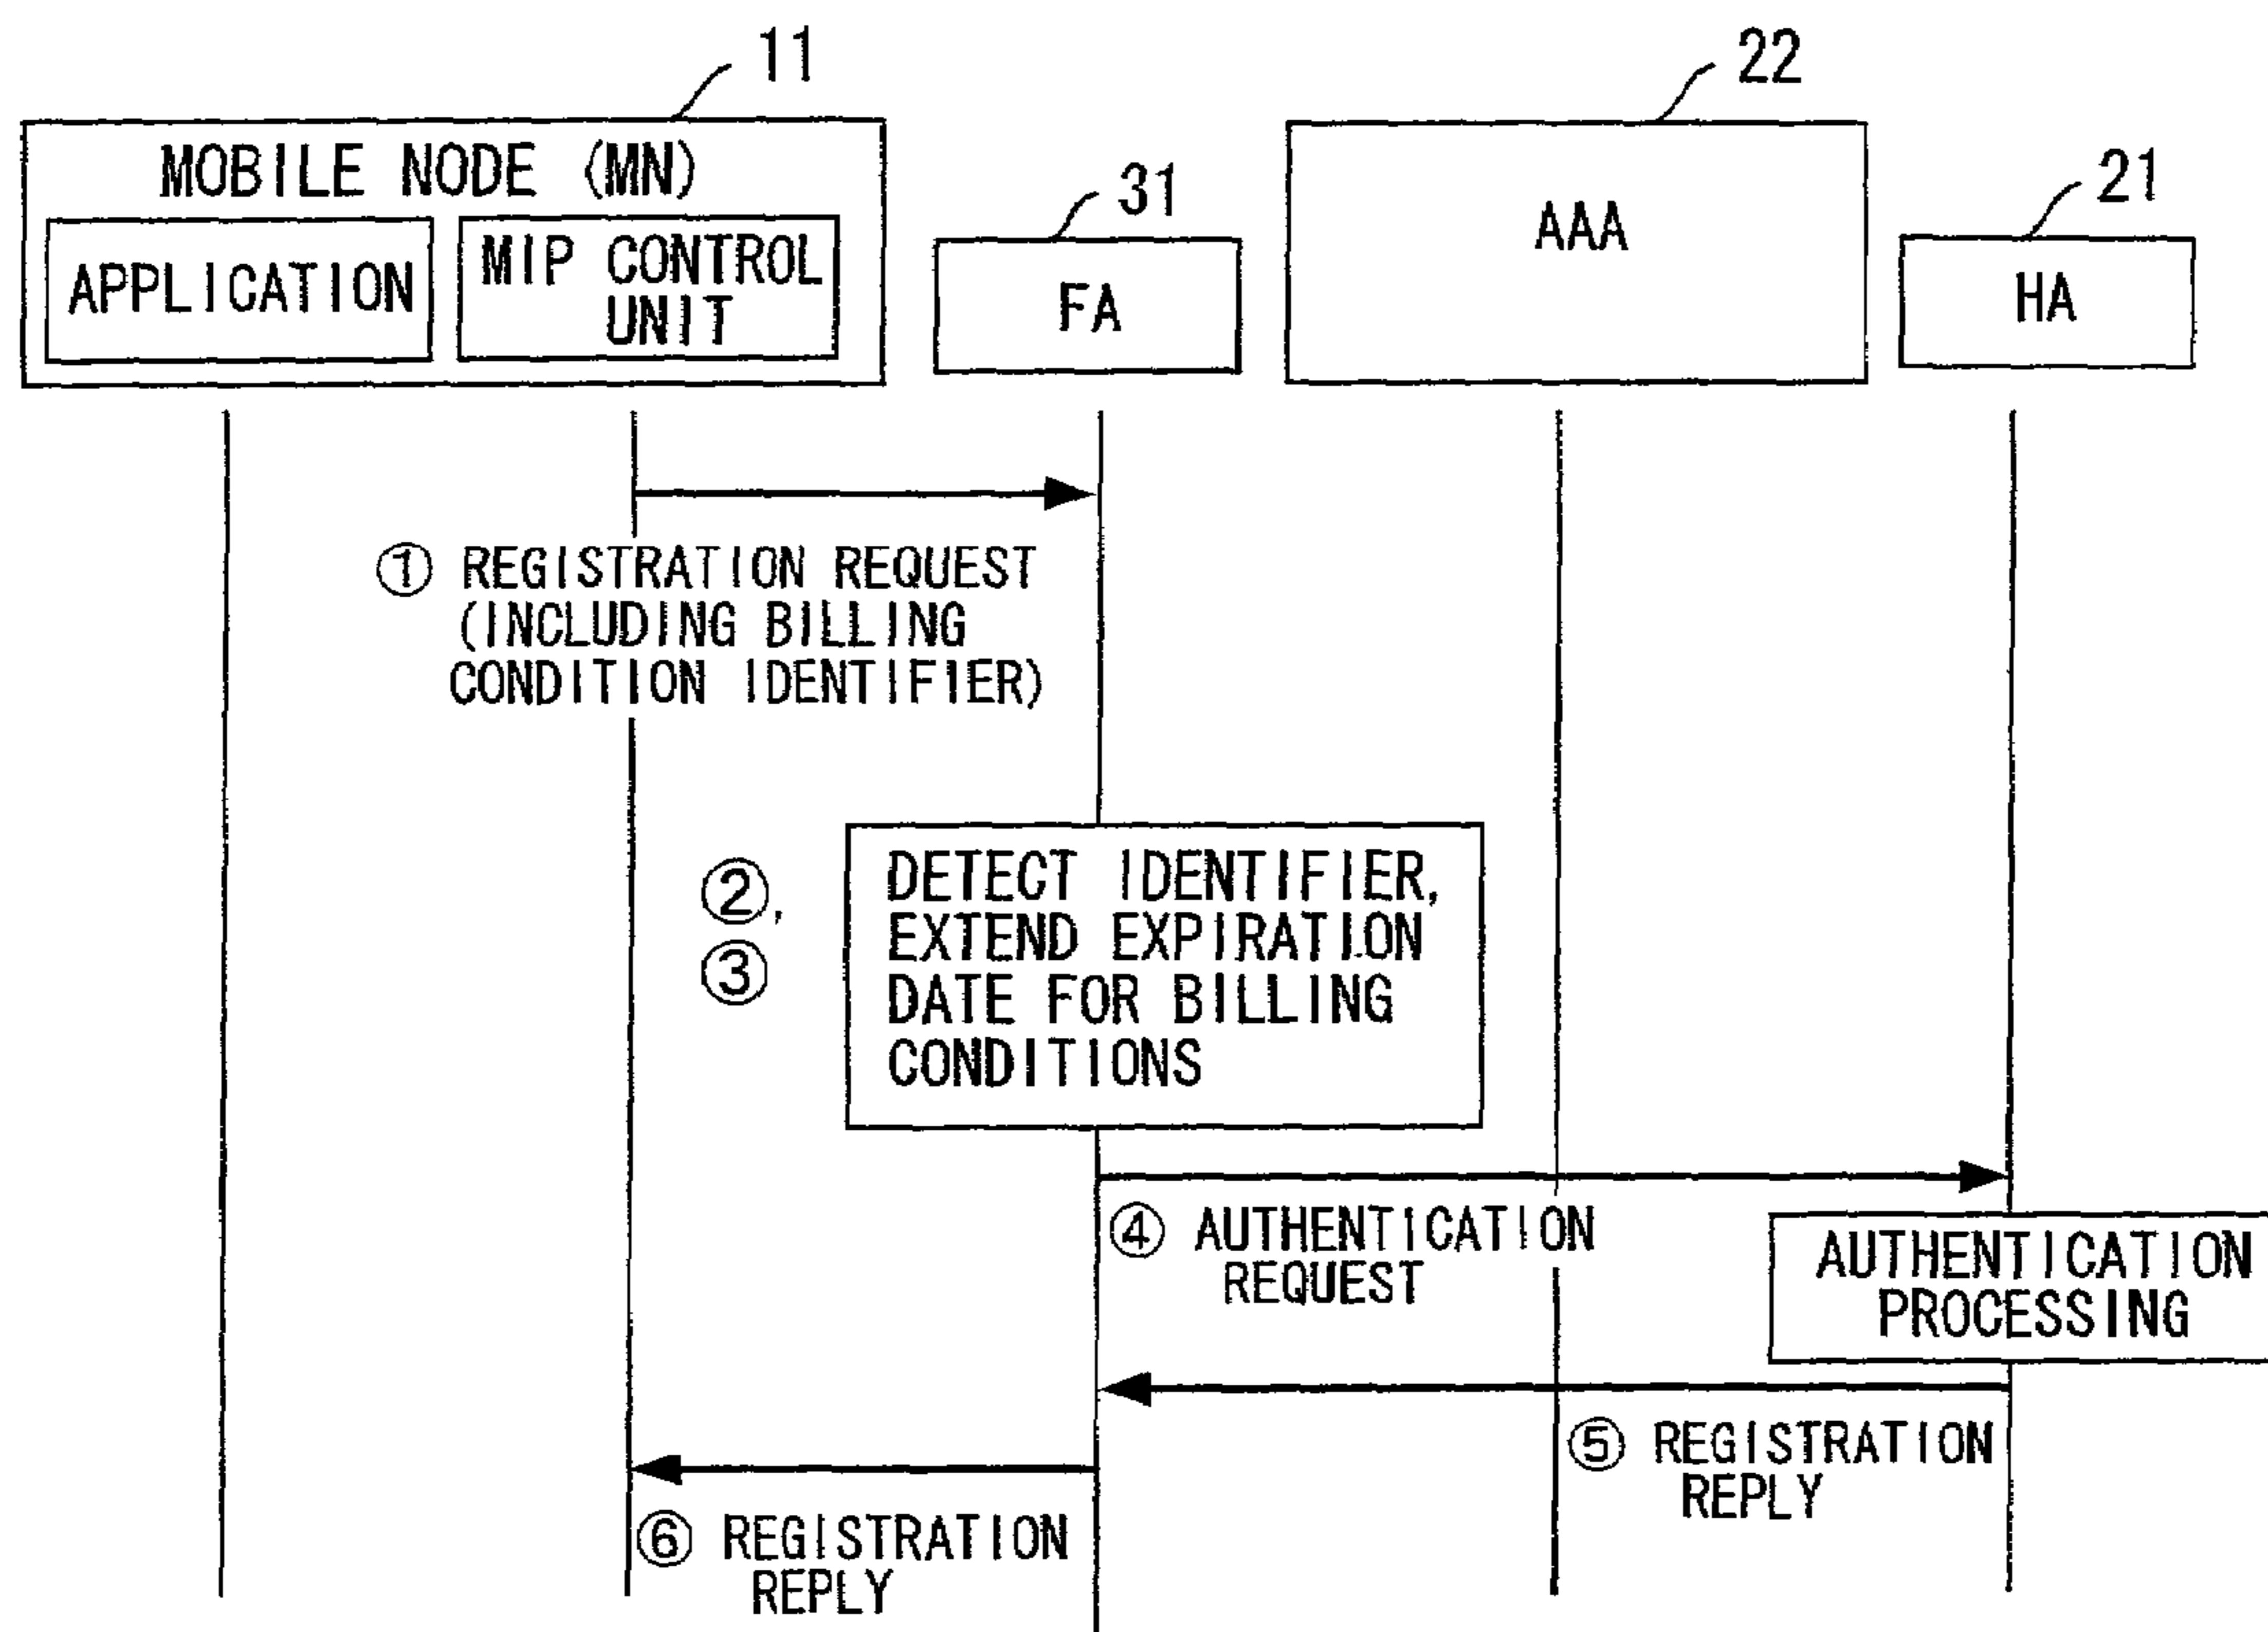 11
22
MOBILE NODE (MN)
31
21
APPLICATION
MIP CONTROL
UNIT
FA
AAA
HA
① REGISTRATION REQUEST
(INCLUDING BILLING
CONDITION IDENTIFIER)
②,
③
DETECT IDENTIFIER,
EXTEND EXPIRATION
DATE FOR BILLING
CONDITIONS
④ AUTHENTICATION
REQUEST
AUTHENTICATION
PROCESSING
⑤ REGISTRATION
REPLY
⑥ REGISTRATION
REPLY